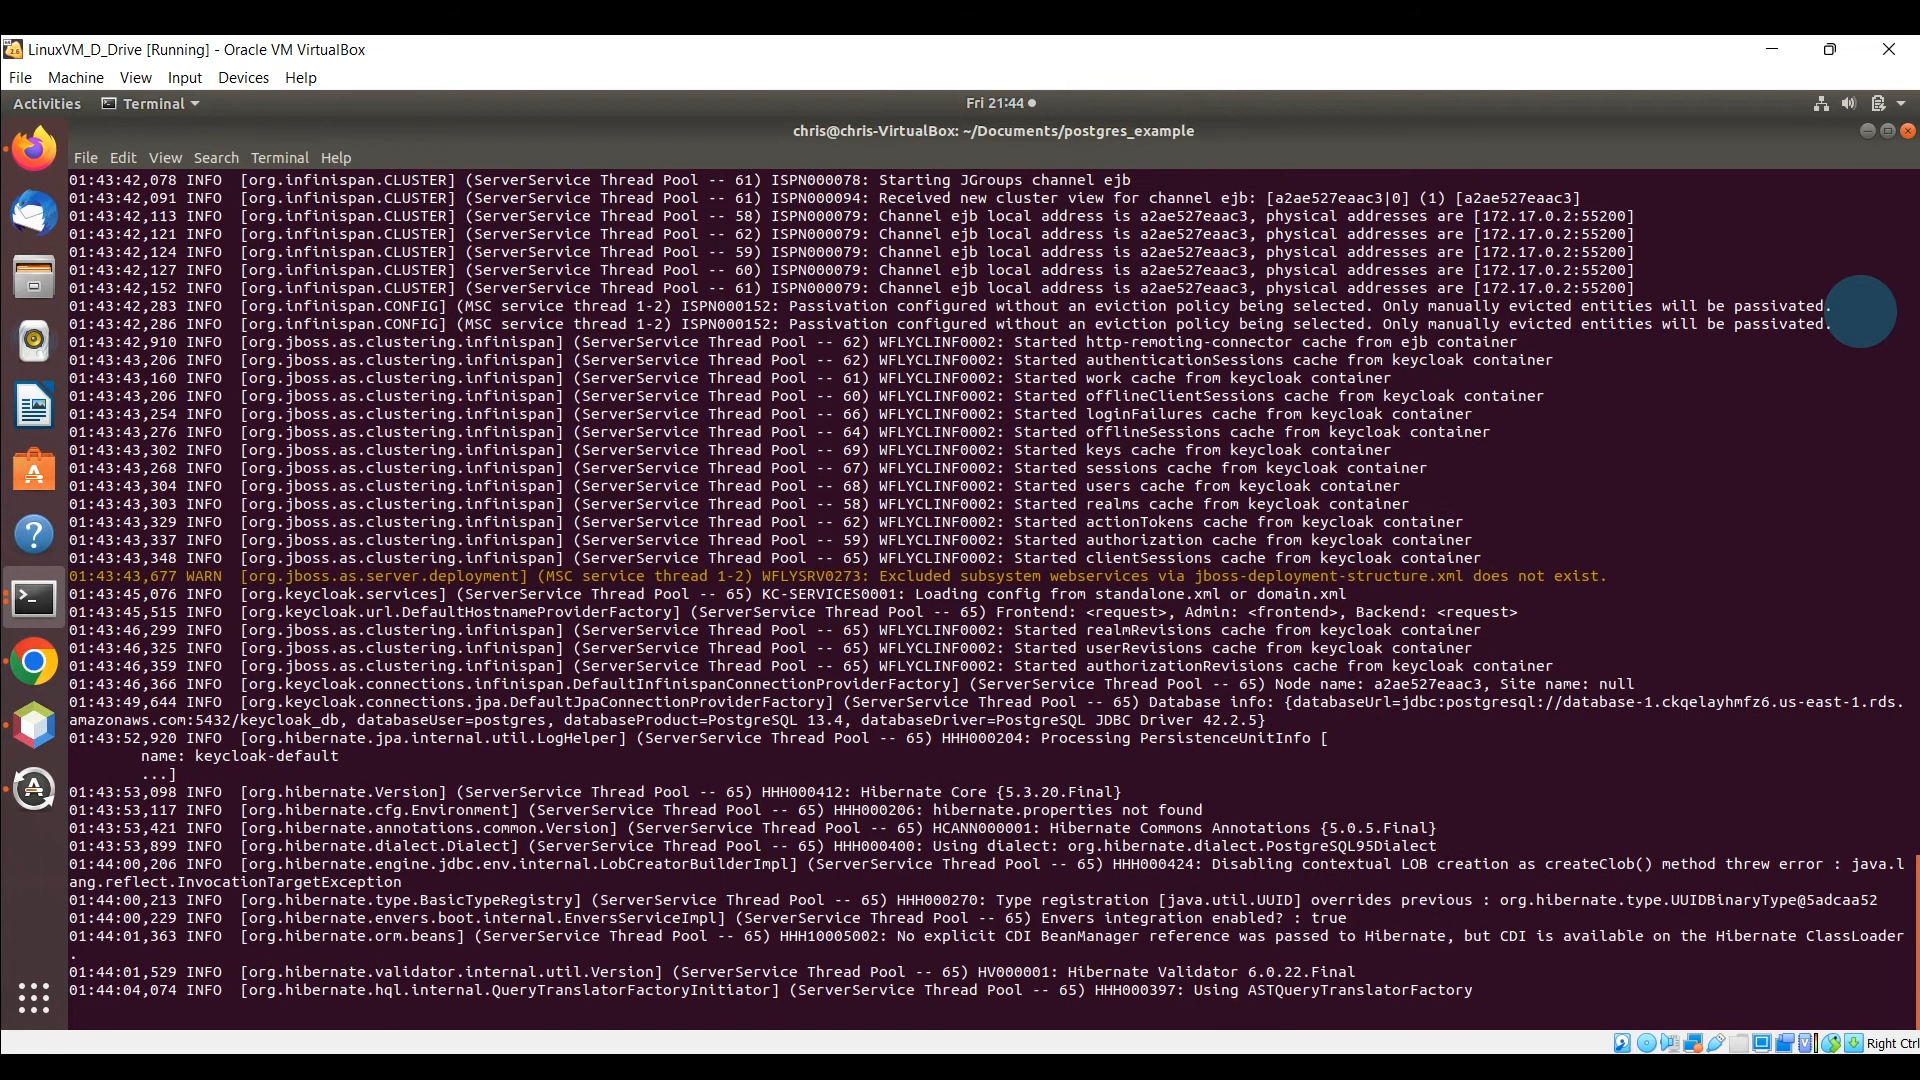 LinuxVM_D_Drive [Running] - Oracle VM VirtualBox
File Machine View Input Devices Help
Activities Terminal Fri 21:44
chris@chris-VirtualBox: ~/Documents/postgres_example
File Edit View Search Terminal Help
01:43:42,078 INFO  [org.infinispan.CLUSTER] (ServerService Thread Pool -- 61) ISPN000078: Starting JGroups channel ejb
01:43:42,091 INFO  [org.infinispan.CLUSTER] (ServerService Thread Pool -- 61) ISPN000094: Received new cluster view for channel ejb: [a2ae527eaac3|0] (1) [a2ae527eaac3]
01:43:42,113 INFO  [org.infinispan.CLUSTER] (ServerService Thread Pool -- 58) ISPN000079: Channel ejb local address is a2ae527eaac3, physical addresses are [172.17.0.2:55200]
01:43:42,121 INFO  [org.infinispan.CLUSTER] (ServerService Thread Pool -- 62) ISPN000079: Channel ejb local address is a2ae527eaac3, physical addresses are [172.17.0.2:55200]
01:43:42,124 INFO  [org.infinispan.CLUSTER] (ServerService Thread Pool -- 59) ISPN000079: Channel ejb local address is a2ae527eaac3, physical addresses are [172.17.0.2:55200]
01:43:42,127 INFO  [org.infinispan.CLUSTER] (ServerService Thread Pool -- 60) ISPN000079: Channel ejb local address is a2ae527eaac3, physical addresses are [172.17.0.2:55200]
01:43:42,152 INFO  [org.infinispan.CLUSTER] (ServerService Thread Pool -- 61) ISPN000079: Channel ejb local address is a2ae527eaac3, physical addresses are [172.17.0.2:55200]
01:43:42,283 INFO  [org.infinispan.CONFIG] (MSC service thread 1-2) ISPN000152: Passivation configured without an eviction policy being selected. Only manually evicted entities will be passivated.
01:43:42,286 INFO  [org.infinispan.CONFIG] (MSC service thread 1-2) ISPN000152: Passivation configured without an eviction policy being selected. Only manually evicted entities will be passivated.
01:43:42,910 INFO  [org.jboss.as.clustering.infinispan] (ServerService Thread Pool -- 62) WFLYCLINF0002: Started http-remoting-connector cache from ejb container
01:43:43,206 INFO  [org.jboss.as.clustering.infinispan] (ServerService Thread Pool -- 62) WFLYCLINF0002: Started authenticationSessions cache from keycloak container
01:43:43,160 INFO  [org.jboss.as.clustering.infinispan] (ServerService Thread Pool -- 61) WFLYCLINF0002: Started work cache from keycloak container
01:43:43,206 INFO  [org.jboss.as.clustering.infinispan] (ServerService Thread Pool -- 60) WFLYCLINF0002: Started offlineClientSessions cache from keycloak container
01:43:43,254 INFO  [org.jboss.as.clustering.infinispan] (ServerService Thread Pool -- 66) WFLYCLINF0002: Started loginFailures cache from keycloak container
01:43:43,276 INFO  [org.jboss.as.clustering.infinispan] (ServerService Thread Pool -- 64) WFLYCLINF0002: Started offlineSessions cache from keycloak container
01:43:43,302 INFO  [org.jboss.as.clustering.infinispan] (ServerService Thread Pool -- 69) WFLYCLINF0002: Started keys cache from keycloak container
01:43:43,268 INFO  [org.jboss.as.clustering.infinispan] (ServerService Thread Pool -- 67) WFLYCLINF0002: Started sessions cache from keycloak container
01:43:43,304 INFO  [org.jboss.as.clustering.infinispan] (ServerService Thread Pool -- 68) WFLYCLINF0002: Started users cache from keycloak container
01:43:43,303 INFO  [org.jboss.as.clustering.infinispan] (ServerService Thread Pool -- 58) WFLYCLINF0002: Started realms cache from keycloak container
01:43:43,329 INFO  [org.jboss.as.clustering.infinispan] (ServerService Thread Pool -- 62) WFLYCLINF0002: Started actionTokens cache from keycloak container
01:43:43,337 INFO  [org.jboss.as.clustering.infinispan] (ServerService Thread Pool -- 59) WFLYCLINF0002: Started authorization cache from keycloak container
01:43:43,348 INFO  [org.jboss.as.clustering.infinispan] (ServerService Thread Pool -- 65) WFLYCLINF0002: Started clientSessions cache from keycloak container
01:43:43,677 WARN  [org.jboss.as.server.deployment] (MSC service thread 1-2) WFLYSRV0273: Excluded subsystem webservices via jboss-deployment-structure.xml does not exist.
01:43:45,076 INFO  [org.keycloak.services] (ServerService Thread Pool -- 65) KC-SERVICES0001: Loading config from standalone.xml or domain.xml
01:43:45,515 INFO  [org.keycloak.url.DefaultHostnameProviderFactory] (ServerService Thread Pool -- 65) Frontend: <request>, Admin: <frontend>, Backend: <request>
01:43:46,299 INFO  [org.jboss.as.clustering.infinispan] (ServerService Thread Pool -- 65) WFLYCLINF0002: Started realmRevisions cache from keycloak container
01:43:46,325 INFO  [org.jboss.as.clustering.infinispan] (ServerService Thread Pool -- 65) WFLYCLINF0002: Started userRevisions cache from keycloak container
01:43:46,359 INFO  [org.jboss.as.clustering.infinispan] (ServerService Thread Pool -- 65) WFLYCLINF0002: Started authorizationRevisions cache from keycloak container
01:43:46,366 INFO  [org.keycloak.connections.infinispan.DefaultInfinispanConnectionProviderFactory] (ServerService Thread Pool -- 65) Node name: a2ae527eaac3, Site name: null
01:43:49,644 INFO  [org.keycloak.connections.jpa.DefaultJpaConnectionProviderFactory] (ServerService Thread Pool -- 65) Database info: {databaseUrl=jdbc:postgresql://database-1.ckqelayhmfz6.us-east-1.rds.
amazonaws.com:5432/keycloak_db, databaseUser=postgres, databaseProduct=PostgreSQL 13.4, databaseDriver=PostgreSQL JDBC Driver 42.2.5}
01:43:52,920 INFO  [org.hibernate.jpa.internal.util.LogHelper] (ServerService Thread Pool -- 65) HHH000204: Processing PersistenceUnitInfo [
name: keycloak-default
...]
01:43:53,098 INFO  [org.hibernate.Version] (ServerService Thread Pool -- 65) HHH000412: Hibernate Core {5.3.20.Final}
01:43:53,117 INFO  [org.hibernate.cfg.Environment] (ServerService Thread Pool -- 65) HHH000206: hibernate.properties not found
01:43:53,421 INFO  [org.hibernate.annotations.common.Version] (ServerService Thread Pool -- 65) HCANN000001: Hibernate Commons Annotations {5.0.5.Final}
01:43:53,899 INFO  [org.hibernate.dialect.Dialect] (ServerService Thread Pool -- 65) HHH000400: Using dialect: org.hibernate.dialect.PostgreSQL95Dialect
01:44:00,206 INFO  [org.hibernate.engine.jdbc.env.internal.LobCreatorBuilderImpl] (ServerService Thread Pool -- 65) HHH000424: Disabling contextual LOB creation as createClob() method threw error : java.l
ang.reflect.InvocationTargetException
01:44:00,213 INFO  [org.hibernate.type.BasicTypeRegistry] (ServerService Thread Pool -- 65) HHH000270: Type registration [java.util.UUID] overrides previous : org.hibernate.type.UUIDBinaryType@5adcaa52
01:44:00,229 INFO  [org.hibernate.envers.boot.internal.EnversServiceImpl] (ServerService Thread Pool -- 65) Envers integration enabled? : true
01:44:01,363 INFO  [org.hibernate.orm.beans] (ServerService Thread Pool -- 65) HHH10005002: No explicit CDI BeanManager reference was passed to Hibernate, but CDI is available on the Hibernate ClassLoader
.
01:44:01,529 INFO  [org.hibernate.validator.internal.util.Version] (ServerService Thread Pool -- 65) HV000001: Hibernate Validator 6.0.22.Final
01:44:04,074 INFO  [org.hibernate.hql.internal.QueryTranslatorFactoryInitiator] (ServerService Thread Pool -- 65) HHH000397: Using ASTQueryTranslatorFactory
Right Ctrl